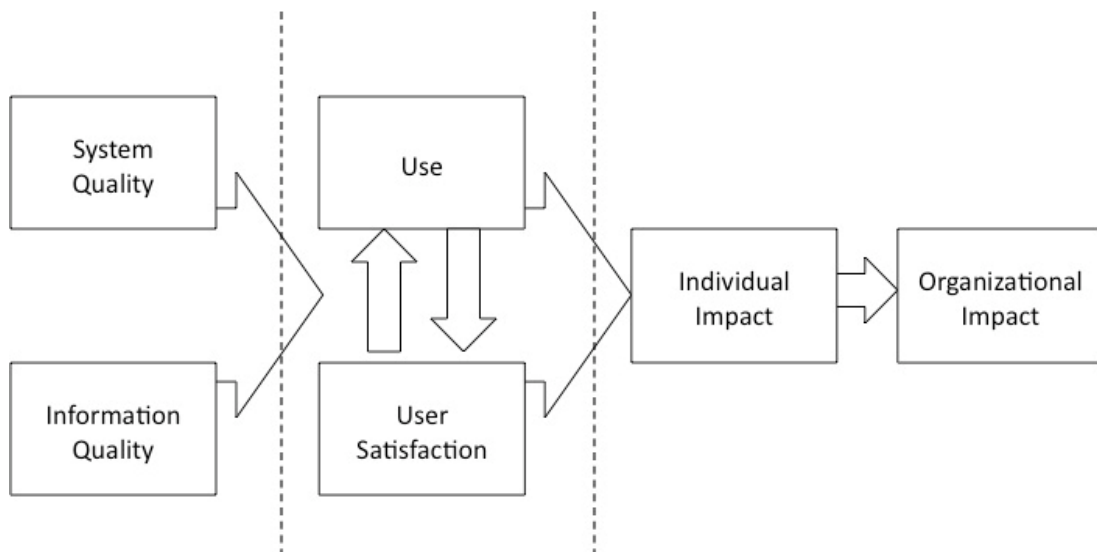 System
Quality
Information
Quality
Use
User
Satisfaction
Individual
Impact
Organizational
Impact